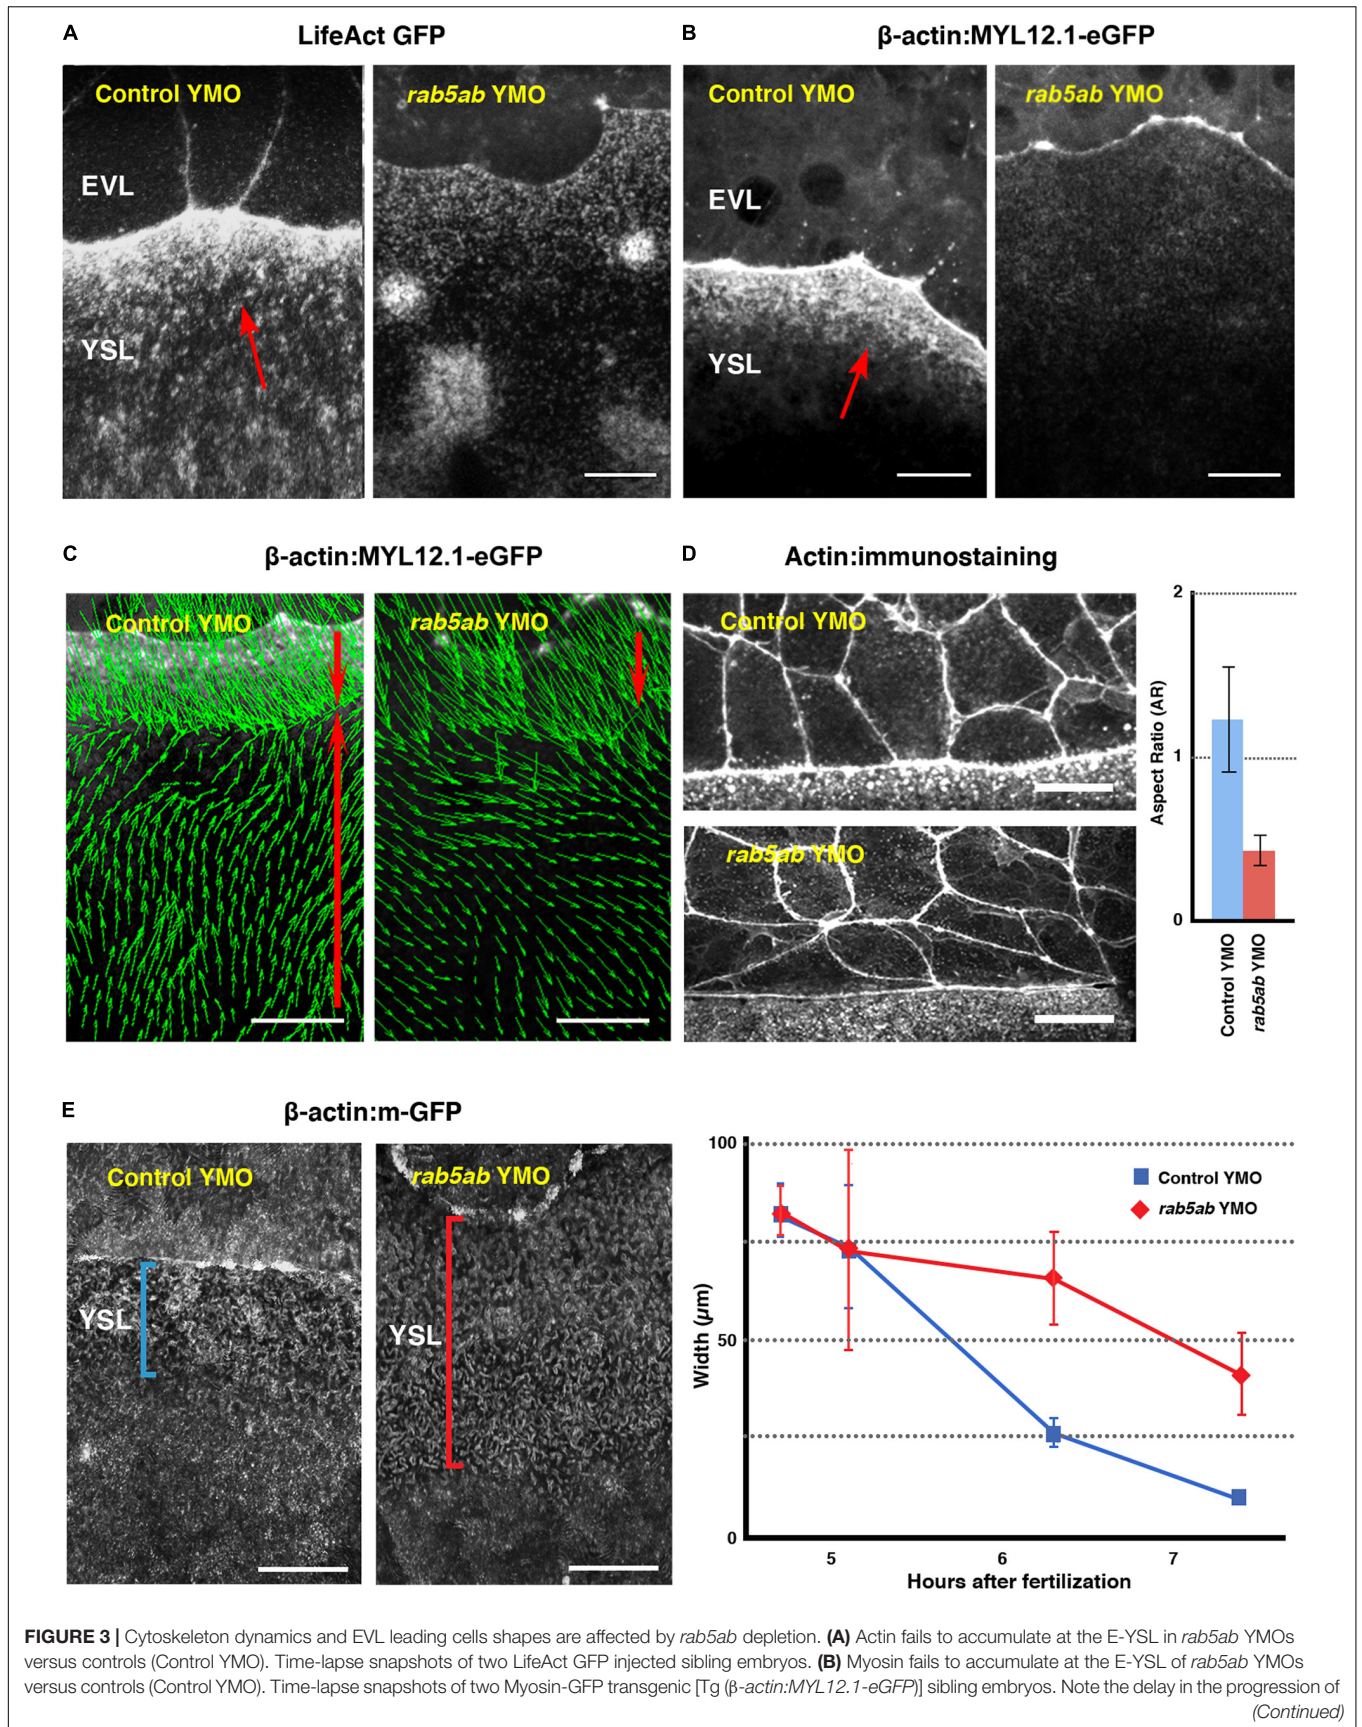 A
LifeAct GFP
B
β-actin:MYL12.1-eGFP
Control YMO
rab5ab YMO
Control YMO
rab5ab YMO
EVL
EVL
YSL
YSL
C
β-actin:MYL12.1-eGFP
D
Actin:immunostaining
Control YMO
rab5ab YMO
Control YMO
rab5ab YMO
2
1
0
Aspect Ratio (AR)
Control YMO
rab5ab YMO
E
β-actin:m-GFP
Control YMO
rab5ab YMO
YSL
YSL
100
50
0
Width (µm)
Control YMO
rab5ab YMO
5 6 7
Hours after fertilization
FIGURE 3 | Cytoskeleton dynamics and EVL leading cells shapes are affected by rab5ab depletion. (A) Actin fails to accumulate at the E-YSL in rab5ab YMOs
versus controls (Control YMO). Time-lapse snapshots of two LifeAct GFP injected sibling embryos. (B) Myosin fails to accumulate at the E-YSL of rab5ab YMOs
versus controls (Control YMO). Time-lapse snapshots of two Myosin-GFP transgenic [Tg (β-actin:MYL12.1-eGFP)] sibling embryos. Note the delay in the progression of
(Continued)